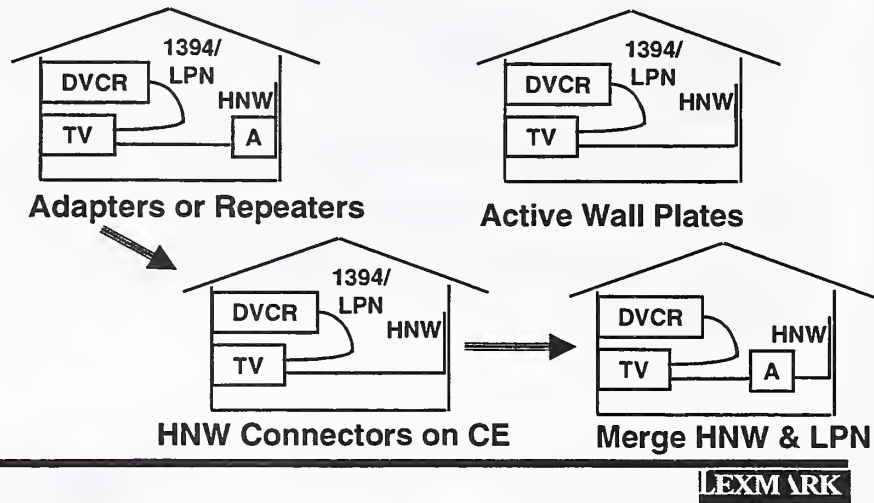 1394/
LPN
DVCR
HNW
TV
A
Adapters or Repeaters
1394/
LPN
DVCR
HNW
TV
Active Wall Plates
1394/
LPN
DVCR
HNW
TV
HNW Connectors on CE
DVCR
HNW
TV
A
Merge HNW & LPN
LEXMARK